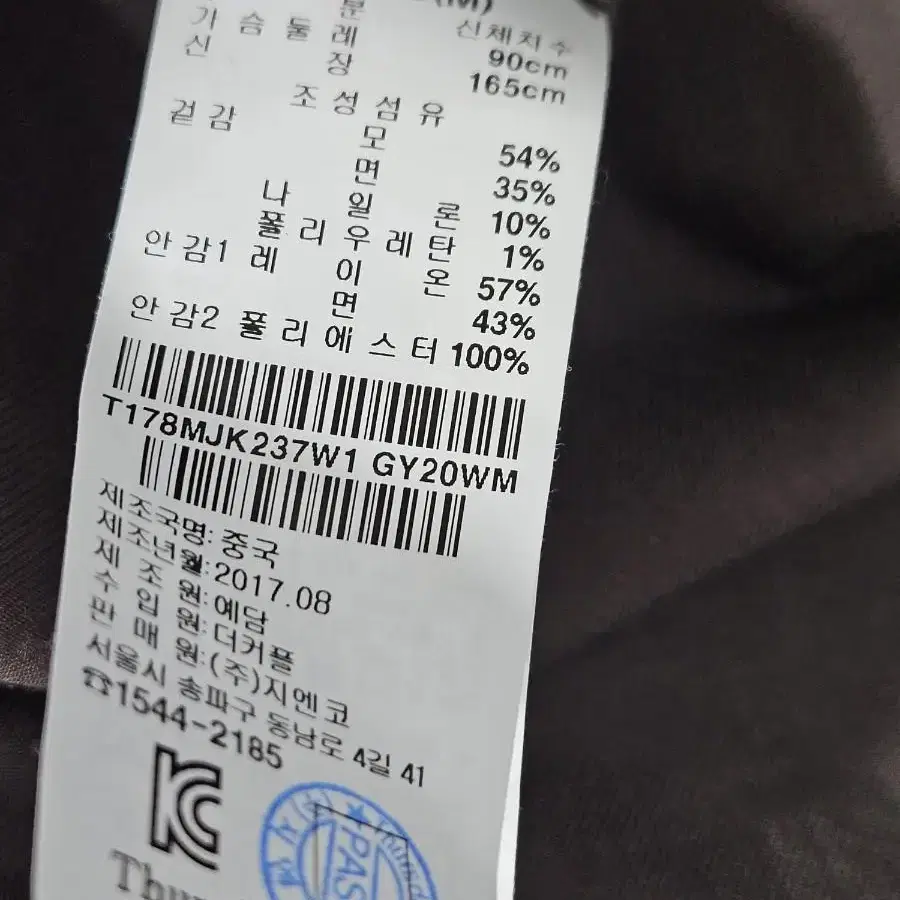 (M)
신체치수
가슴둘레 90cm
신장 165cm
조성섬유
겉감 모 54%
면 35%
나일론 10%
폴리우레탄 1%
안감1 레이온 57%
면 43%
안감2 폴리에스터 100%
T178MJK237W1 GY20WM
제조국명: 중국
제조년월: 2017.08
제조원: 예담
수입원: 더커플
판매원: (주)지엔코
서울시 송파구 동남로 4길 41
☎1544-2185
KC
PAS